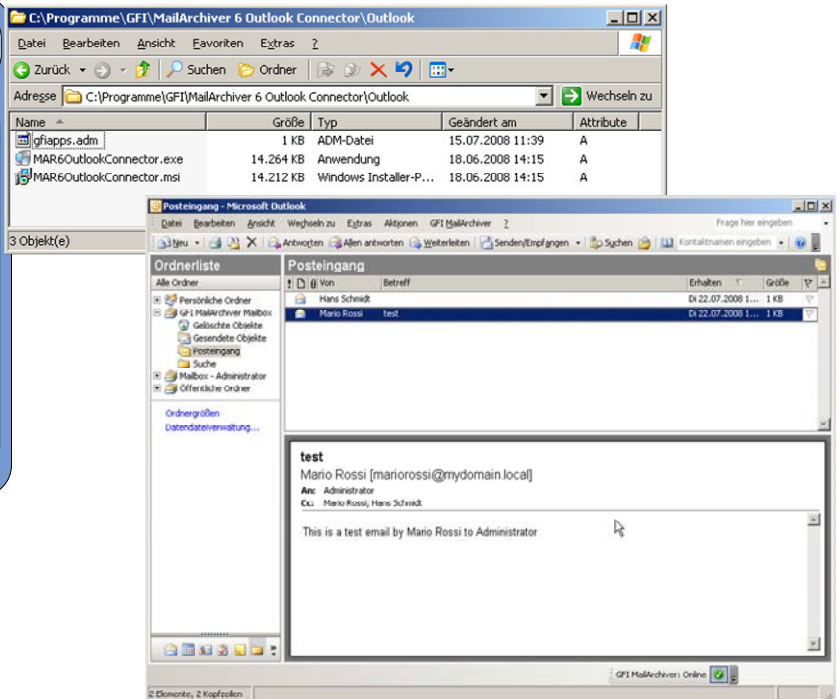 C:\Programme\GFI\MailArchiver 6 Outlook Connector\Outlook
Datei Bearbeiten Ansicht Favoriten Extras ?
Zurück Suchen Ordner
Adresse C:\Programme\GFI\MailArchiver 6 Outlook Connector\Outlook Wechseln zu
Name Größe Typ Geändert am Attribute
gfiapps.adm 1 KB ADM-Datei 15.07.2008 11:39 A
MAR6OutlookConnector.exe 14.264 KB Anwendung 18.06.2008 14:15 A
MAR6OutlookConnector.msi 14.212 KB Windows Installer-P... 18.06.2008 14:15 A
3 Objekt(e)
Posteingang - Microsoft Outlook
Datei Bearbeiten Ansicht Wechseln zu Extras Aktionen GFI MailArchiver ? Frage hier eingeben
Neu Antworten Allen antworten Weiterleiten Senden/Empfangen Suchen Kontaktnamen eingeben
Ordnerliste
Alle Ordner
Persönliche Ordner
GFI MailArchiver Mailbox
Gelöschte Objekte
Gesendete Objekte
Posteingang
Suche
Mailbox - Administrator
Öffentliche Ordner
Ordnergrößen
Datendateiverwaltung...
Posteingang
Von Betreff Erhalten Größe
Hans Schmidt Di 22.07.2008 1... 1 KB
Mario Rossi test Di 22.07.2008 1... 1 KB
test
Mario Rossi [mariorossi@mydomain.local]
An: Administrator
Cc: Mario Rossi; Hans Schmidt
This is a test email by Mario Rossi to Administrator
GFI MailArchiver: Online
2 Elemente, 2 Kopfzeilen